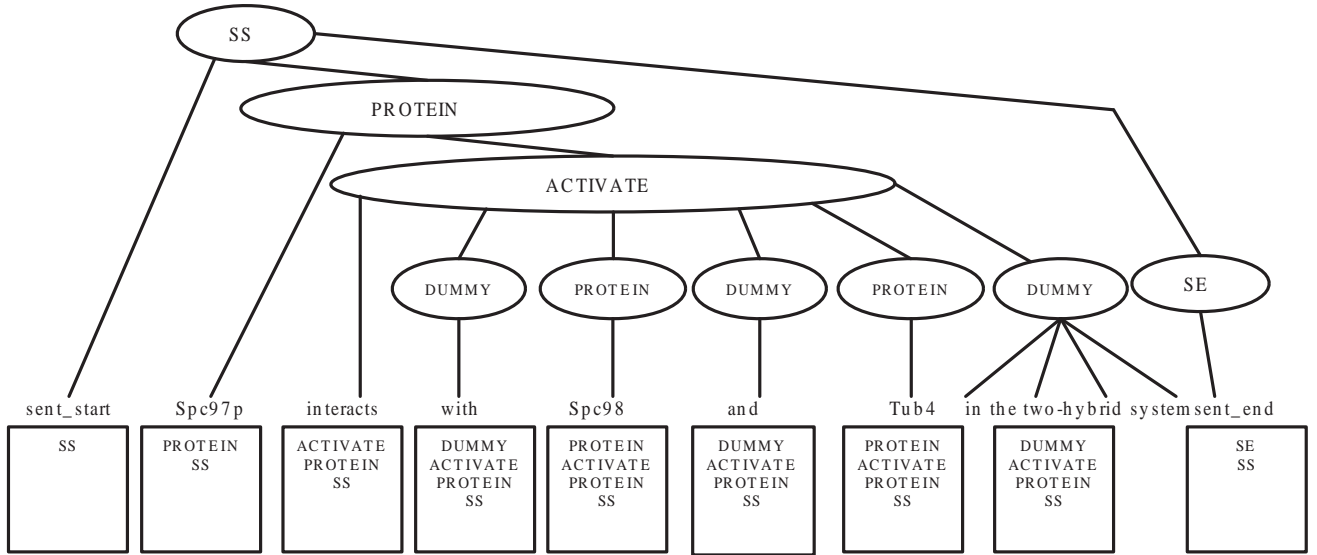 SS
PROTEIN
ACTIVATE
DUMMY PROTEIN DUMMY PROTEIN DUMMY SE
sent_start Spc97p interacts with Spc98 and Tub4 in the two-hybrid system sent_end
SS
PROTEIN
SS
ACTIVATE
PROTEIN
SS
DUMMY
ACTIVATE
PROTEIN
SS
PROTEIN
ACTIVATE
PROTEIN
SS
DUMMY
ACTIVATE
PROTEIN
SS
PROTEIN
ACTIVATE
PROTEIN
SS
DUMMY
ACTIVATE
PROTEIN
SS
SE
SS